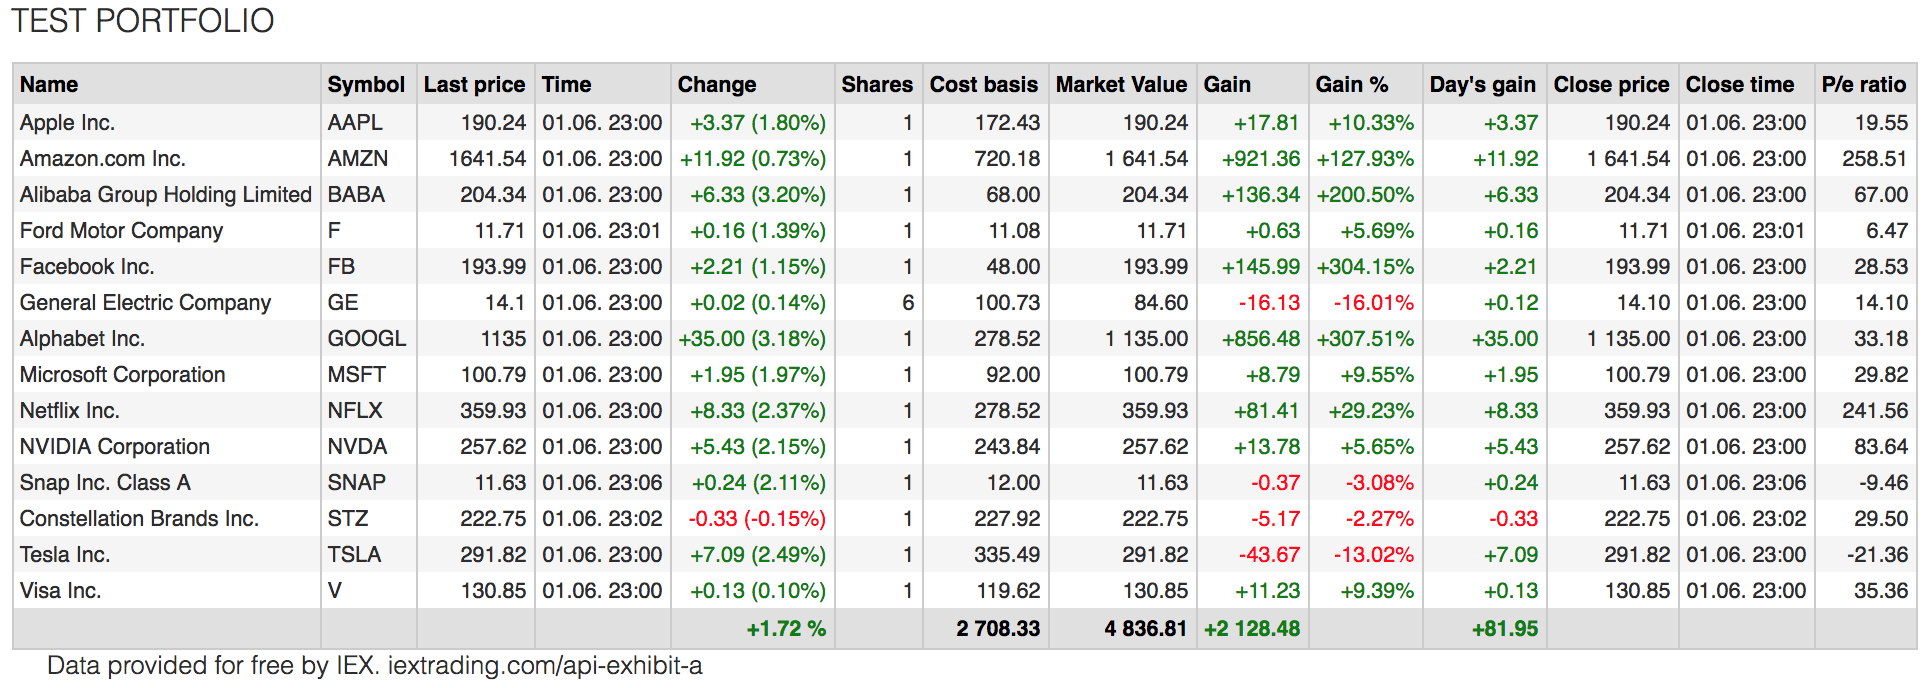 TEST PORTFOLIO
Name Symbol Last price Time Change Shares Cost basis Market Value Gain Gain % Day's gain Close price Close time P/e ratio
Apple Inc. AAPL 190.24 01.06. 23:00 +3.37 (1.80%) 1 172.43 190.24 +17.81 +10.33% +3.37 190.24 01.06. 23:00 19.55
Amazon.com Inc. AMZN 1641.54 01.06. 23:00 +11.92 (0.73%) 1 720.18 1 641.54 +921.36 +127.93% +11.92 1 641.54 01.06. 23:00 258.51
Alibaba Group Holding Limited BABA 204.34 01.06. 23:00 +6.33 (3.20%) 1 68.00 204.34 +136.34 +200.50% +6.33 204.34 01.06. 23:00 67.00
Ford Motor Company F 11.71 01.06. 23:01 +0.16 (1.39%) 1 11.08 11.71 +0.63 +5.69% +0.16 11.71 01.06. 23:01 6.47
Facebook Inc. FB 193.99 01.06. 23:00 +2.21 (1.15%) 1 48.00 193.99 +145.99 +304.15% +2.21 193.99 01.06. 23:00 28.53
General Electric Company GE 14.1 01.06. 23:00 +0.02 (0.14%) 6 100.73 84.60 -16.13 -16.01% +0.12 14.10 01.06. 23:00 14.10
Alphabet Inc. GOOGL 1135 01.06. 23:00 +35.00 (3.18%) 1 278.52 1 135.00 +856.48 +307.51% +35.00 1 135.00 01.06. 23:00 33.18
Microsoft Corporation MSFT 100.79 01.06. 23:00 +1.95 (1.97%) 1 92.00 100.79 +8.79 +9.55% +1.95 100.79 01.06. 23:00 29.82
Netflix Inc. NFLX 359.93 01.06. 23:00 +8.33 (2.37%) 1 278.52 359.93 +81.41 +29.23% +8.33 359.93 01.06. 23:00 241.56
NVIDIA Corporation NVDA 257.62 01.06. 23:00 +5.43 (2.15%) 1 243.84 257.62 +13.78 +5.65% +5.43 257.62 01.06. 23:00 83.64
Snap Inc. Class A SNAP 11.63 01.06. 23:06 +0.24 (2.11%) 1 12.00 11.63 -0.37 -3.08% +0.24 11.63 01.06. 23:06 -9.46
Constellation Brands Inc. STZ 222.75 01.06. 23:02 -0.33 (-0.15%) 1 227.92 222.75 -5.17 -2.27% -0.33 222.75 01.06. 23:02 29.50
Tesla Inc. TSLA 291.82 01.06. 23:00 +7.09 (2.49%) 1 335.49 291.82 -43.67 -13.02% +7.09 291.82 01.06. 23:00 -21.36
Visa Inc. V 130.85 01.06. 23:00 +0.13 (0.10%) 1 119.62 130.85 +11.23 +9.39% +0.13 130.85 01.06. 23:00 35.36
+1.72 % 2 708.33 4 836.81 +2 128.48 +81.95
Data provided for free by IEX. iextrading.com/api-exhibit-a